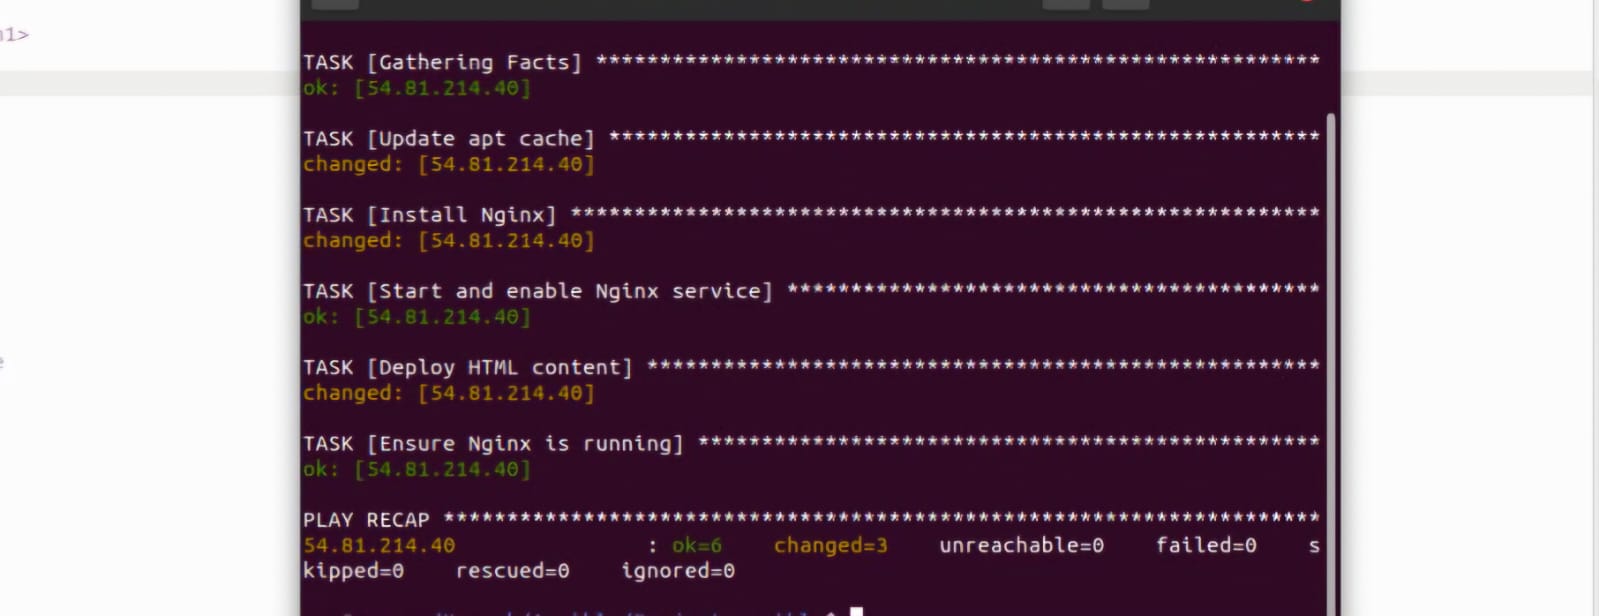 h1>
TASK [Gathering Facts] *********************************************************
ok: [54.81.214.40]
TASK [Update apt cache] ********************************************************
changed: [54.81.214.40]
TASK [Install Nginx] ***********************************************************
changed: [54.81.214.40]
TASK [Start and enable Nginx service] ******************************************
ok: [54.81.214.40]
TASK [Deploy HTML content] *****************************************************
changed: [54.81.214.40]
TASK [Ensure Nginx is running] *************************************************
ok: [54.81.214.40]
PLAY RECAP *********************************************************************
54.81.214.40 : ok=6 changed=3 unreachable=0 failed=0 s
kipped=0 rescued=0 ignored=0